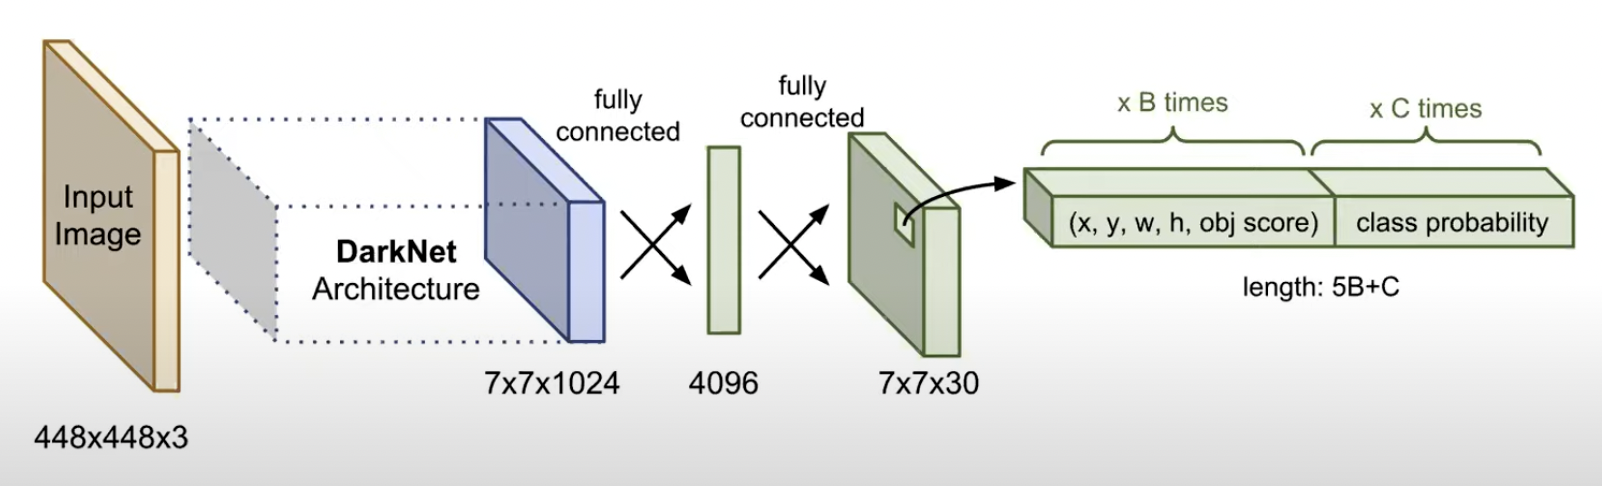 Input
Image
448x448x3
DarkNet
Architecture
7x7x1024
fully
connected
4096
fully
connected
7x7x30
x B times
x C times
(x, y, w, h, obj score)
class probability
length: 5B+C